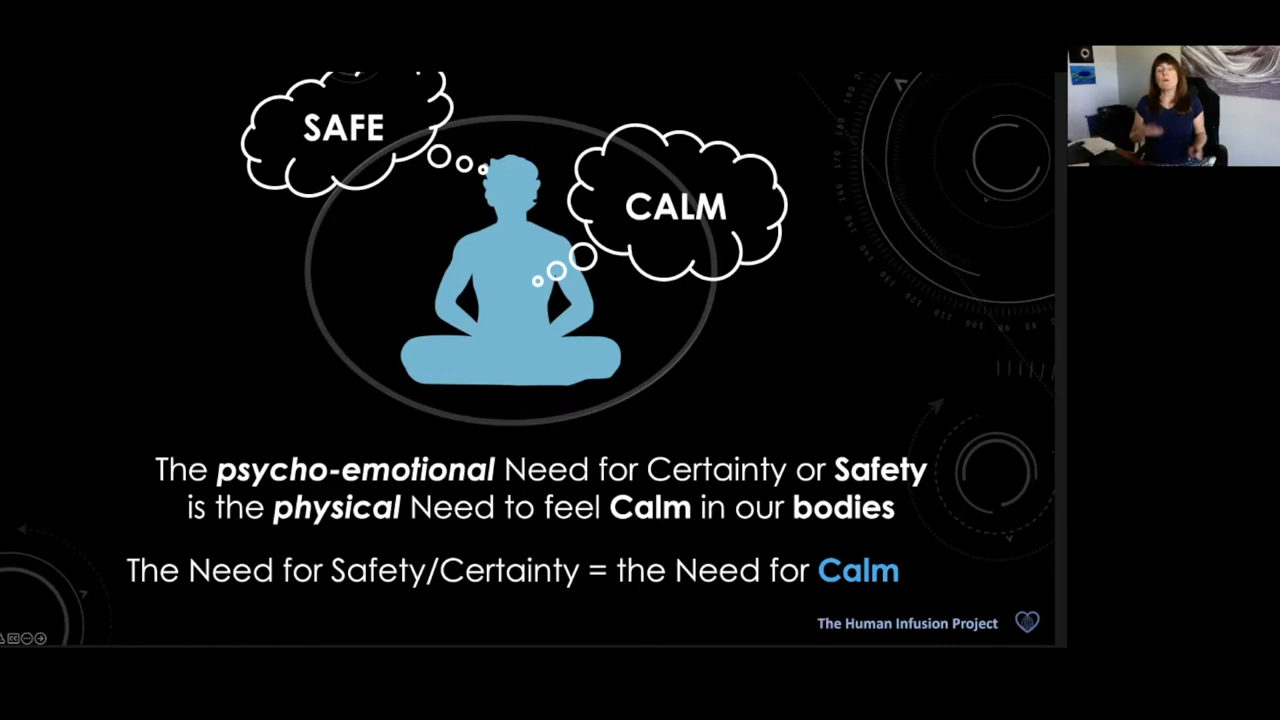 SAFE
CALM
The psycho-emotional Need for Certainty or Safety
is the physical Need to feel Calm in our bodies
The Need for Safety/Certainty = the Need for Calm
The Human Infusion Project